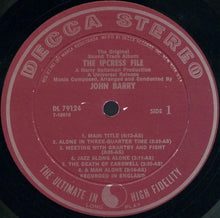 DECCA STEREO
The Original
Sound Track Album
THE IPCRESS FILE
A Harry Saltzman Production
A Universal Release
Music Composed, Arranged and Conducted By
JOHN BARRY
DL 79124
SIDE 1
1. MAIN TITLE
2. ALONE IN THREE-QUARTER TIME
3. MEETING WITH GRANTBY AND FIGHT
4. JAZZ ALONG ALONE
5. THE DEATH OF CARSWELL
6. A MAN ALONE
RECORDED IN ENGLAND
THE ULTIMATE IN HIGH FIDELITY
LONG PLAY